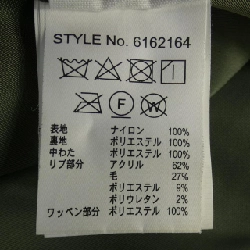 STYLE No. 6162164
F
表地 ナイロン 100%
裏地 ポリエステル 100%
中わた ポリエステル 100%
リブ部分 アクリル 62%
毛 27%
ポリエステル 9%
ポリウレタン 2%
ワッペン部分 ポリエステル 100%